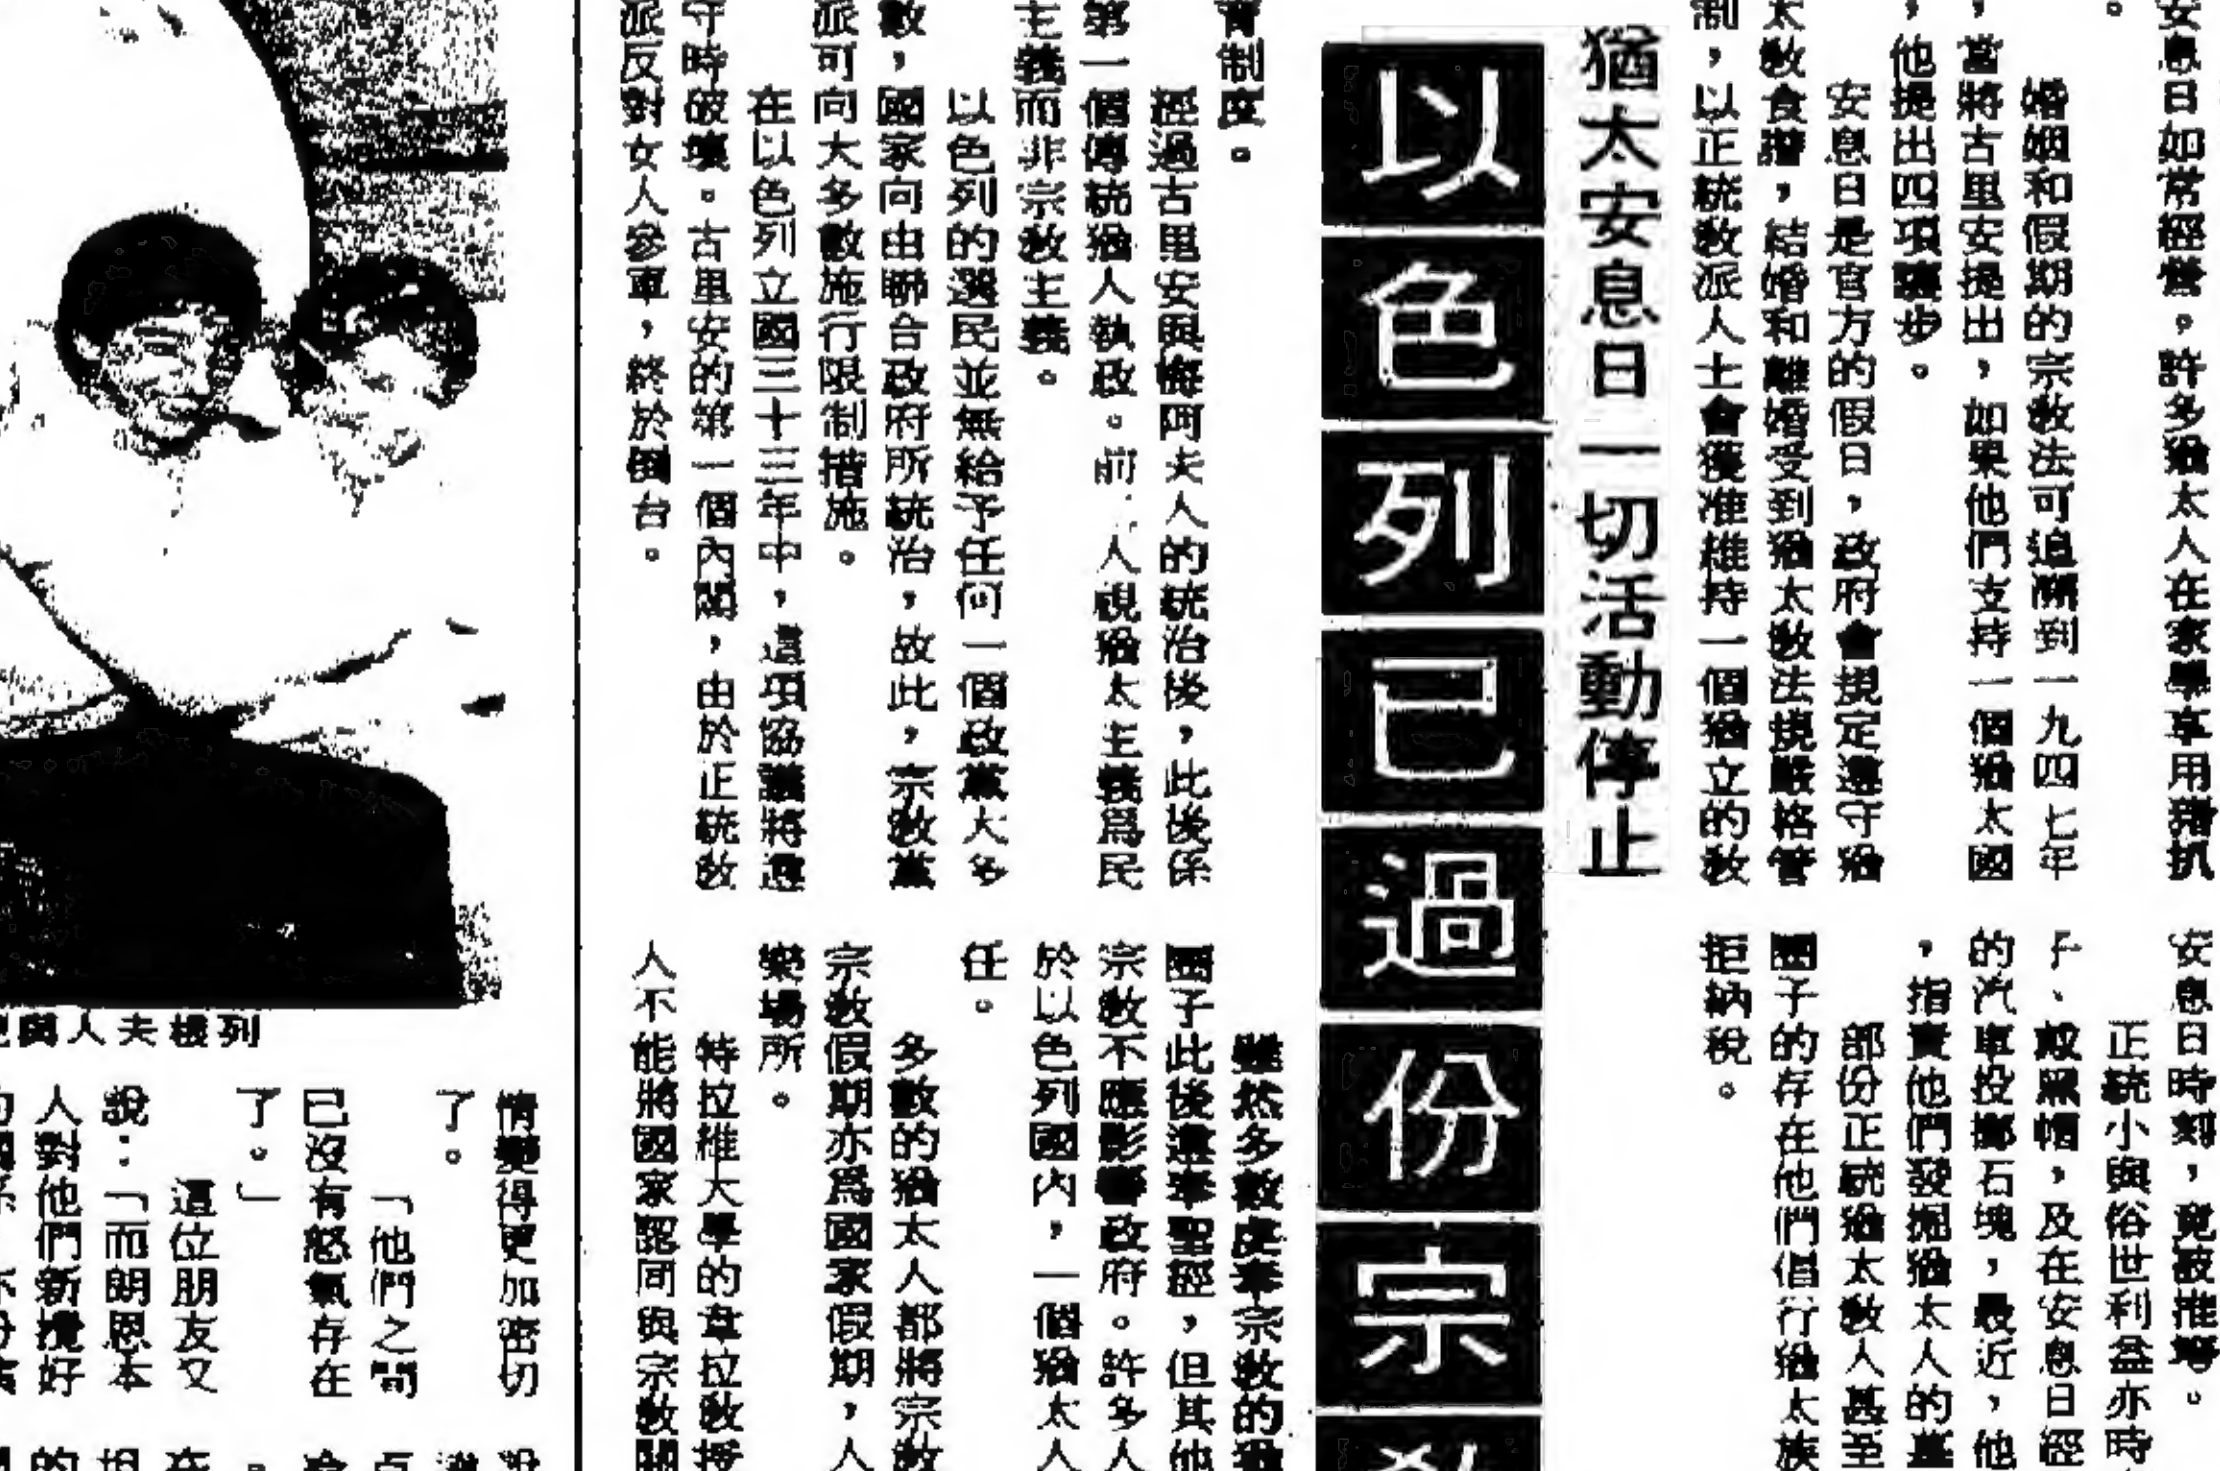 安息日如常經營。許多猶太人在家學享用豬扒
。
婚姻和假期的宗教法可追溯到一九四七年
，當將古里安提出，如果他們支持一個猶太國
，他提出四項讓步。
安息日是官方的假日，政府會規定遵守猶
太教食譜，結婚和離婚受到猶太教法規嚴格管
制，以正統教派人士會獲准維持一個獨立的教
猶太安息日一切活動停止
以色列已過份宗教
育制度。
經過古里安與梅阿夫人的統治後，此後係
第一個傳統猶人執政。前 人視猶太主義為民
主義而非宗教主義。
以色列的選民並無給予任何一個政黨大多
數，國家向由聯合政府所統治，故此，宗教黨
派可向大多數施行限制措施。
在以色列立國三十三年中，這項協議將遵
守時破壞。古里安的第一個內閣，由於正統教
派反對女人參軍，終於倒台。
安息日時刻，竟被推辱。
正統小與俗世利益亦時
子、戴黑帽，及在安息日經
的汽車投擲石塊，最近，他
，指責他們發掘猶太人的墓
部份正統猶太教人甚至
團子的存在他們倡行猶太族
拒納稅。
雖然多數虔奉宗教的猶
團子此後遵奉聖經，但其他
宗教不應影響政府。許多人
於以色列國內，一個猶太人
任。
多數的猶太人都將宗教
宗教假期亦為國家假期，人
樂場所。
特拉維大學的韋拉教授
人不能將國家認同與宗教關
列根夫人與
情變得更加密切
了。
「他們之間
已沒有怒氣存在
了。」
這位朋友又
說：「而朗恩本
人對他們新攪好